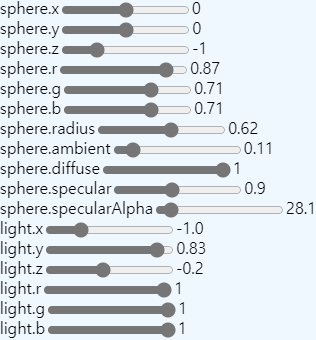 sphere.x 0
sphere.y 0
sphere.z -1
sphere.r 0.87
sphere.g 0.71
sphere.b 0.71
sphere.radius 0.62
sphere.ambient 0.11
sphere.diffuse 1
sphere.specular 0.9
sphere.specularAlpha 28.1
light.x -1.0
light.y 0.83
light.z -0.2
light.r 1
light.g 1
light.b 1